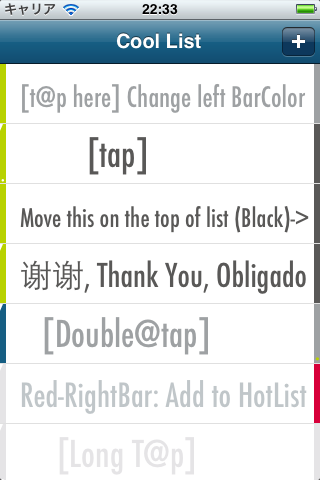 キャリア 22:33
Cool List
+
[t@p here] Change left BarColor
[tap]
Move this on the top of list (Black)->
谢谢, Thank You, Obligado
[Double@tap]
Red-RightBar: Add to HotList
[Long T@p]